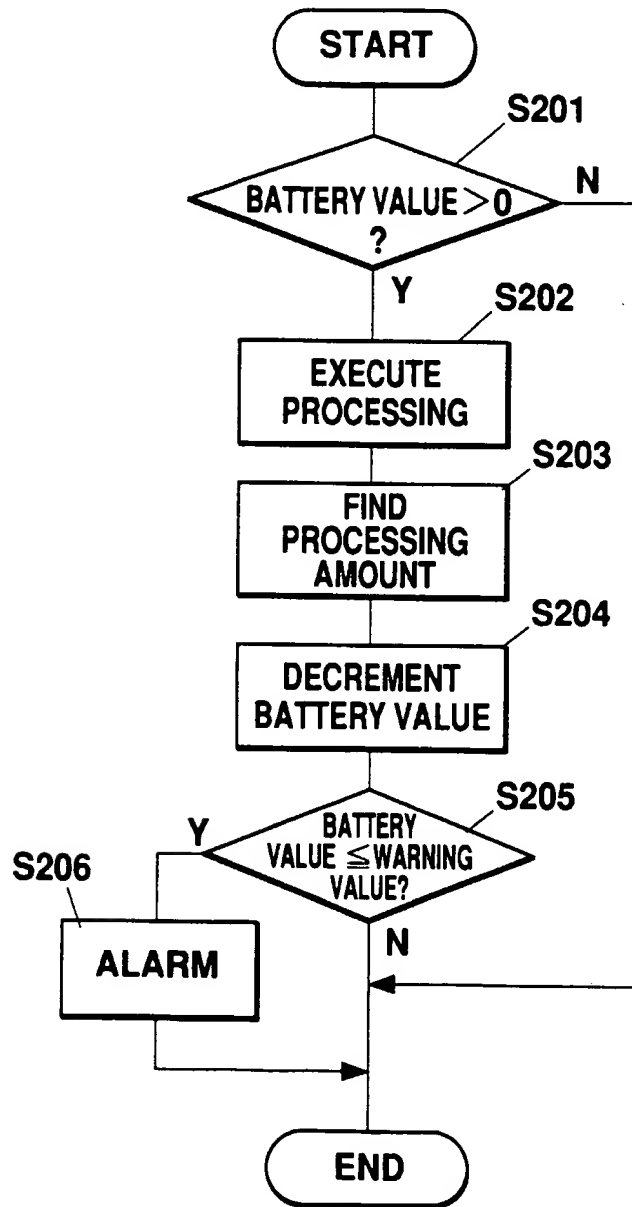 START
S201
BATTERY VALUE >0
?
N
Y
S202
EXECUTE
PROCESSING
S203
FIND
PROCESSING
AMOUNT
S204
DECREMENT
BATTERY VALUE
S205
BATTERY
VALUE ≦WARNING
VALUE?
Y
N
S206
ALARM
END